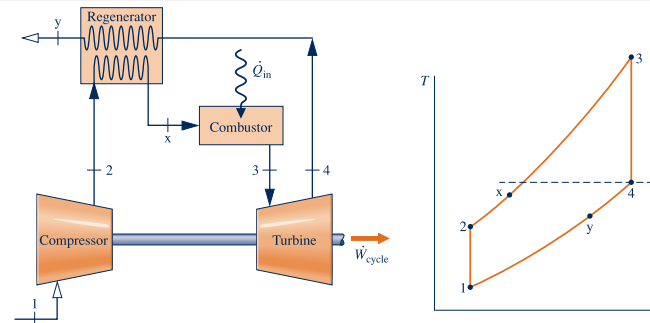 Regenerator
y
Q̇in
x
Combustor
2
3
4
Compressor
Turbine
Ẇcycle
1
T
3
x
4
2
y
1